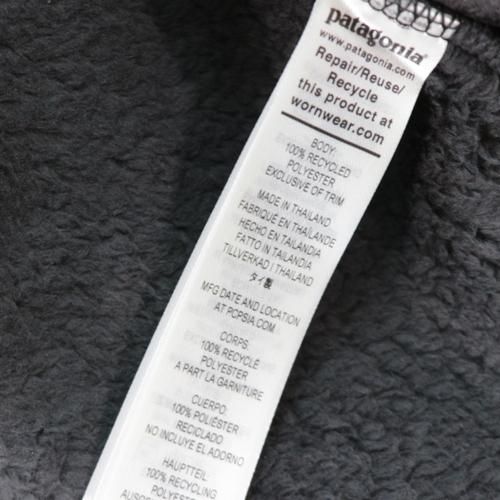 patagonia®
www.patagonia.com
Repair/Reuse/
Recycle
this product at
wornwear.com
BODY:
100% RECYCLED
POLYESTER
EXCLUSIVE OF TRIM
MADE IN THAILAND
FABRIQUÉ EN THAÏLANDE
HECHO EN TAILANDIA
FATTO IN TAILANDIA
TILLVERKAD I THAILAND
タイ製
MFG DATE AND LOCATION
AT PCPSIA.COM
CORPS:
100% RECYCLÉ
POLYESTER
A PART LA GARNITURE
CUERPO:
100% POLIÉSTER
RECICLADO
NO INCLUYE EL ADORNO
HAUPTTEIL:
100% RECYCLING
POLYESTER